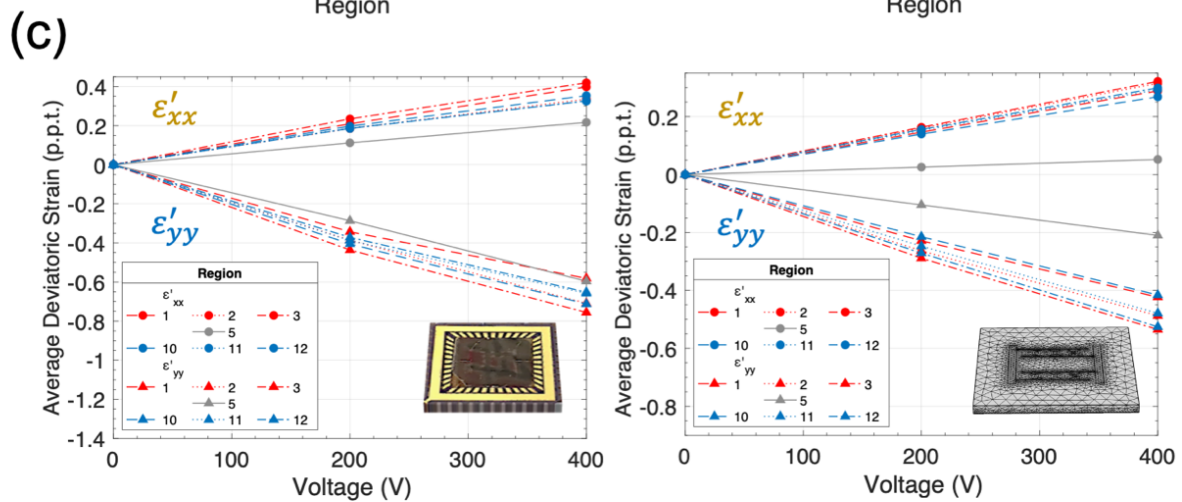 Region
Region
(c)
0.4
0.2
0
-0.2
-0.4
-0.6
-0.8
-1
-1.2
-1.4
Average Deviatoric Strain (p.p.t.)
ε'xx
ε'yy
Region
ε'xx
1 2 3
5
10 11 12
ε'yy
1 2 3
5
10 11 12
0 100 200 300 400
Voltage (V)
0.2
0
-0.2
-0.4
-0.6
-0.8
Average Deviatoric Strain (p.p.t.)
ε'xx
ε'yy
Region
ε'xx
1 2 3
5
10 11 12
ε'yy
1 2 3
5
10 11 12
0 100 200 300 400
Voltage (V)